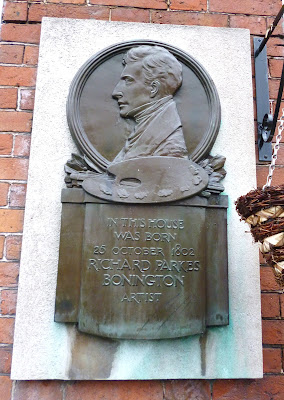 IN THIS HOUSE
WAS BORN
25 OCTOBER 1802
RICHARD PARKES
BONINGTON
ARTIST